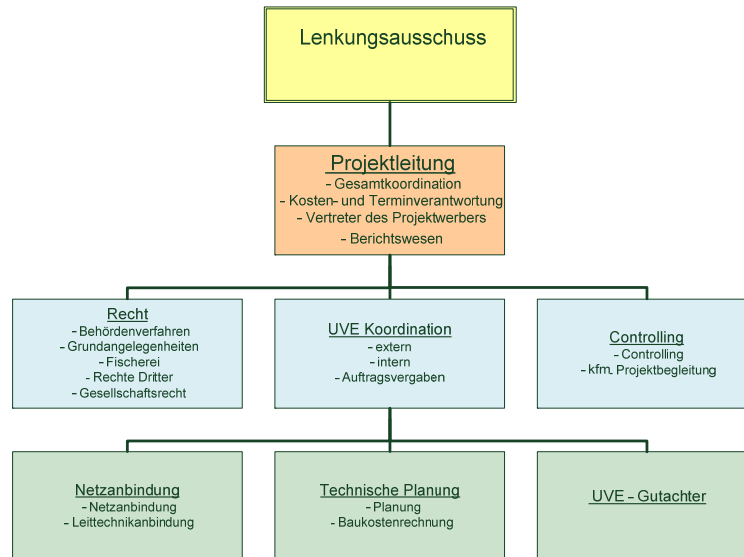 Lenkungsausschuss
Projektleitung
- Gesamtkoordination
- Kosten- und Terminverantwortung
- Vertreter des Projektwerbers
- Berichtswesen
Recht
- Behördenverfahren
- Grundangelegenheiten
- Fischerei
- Rechte Dritter
- Gesellschaftsrecht
UVE Koordination
- extern
- intern
- Auftragsvergaben
Controlling
- Controlling
- kfm. Projektbegleitung
Netzanbindung
- Netzanbindung
- Leittechnikanbindung
Technische Planung
- Planung
- Baukostenrechnung
UVE - Gutachter